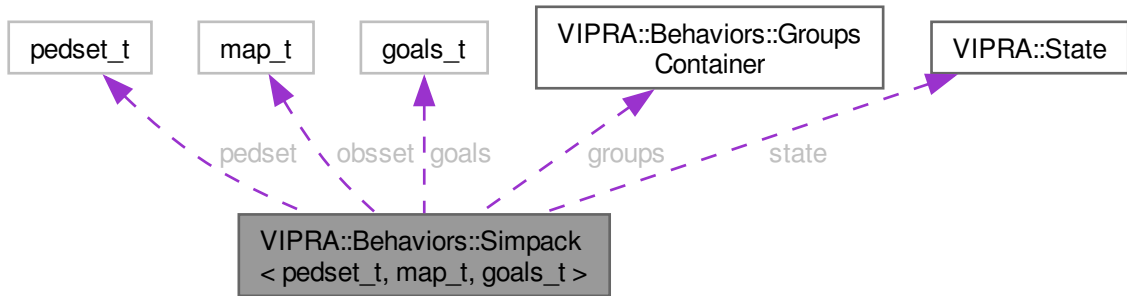 pedset_t
map_t
goals_t
VIPRA::Behaviors::Groups
Container
VIPRA::State
pedset
obsset
goals
groups
state
VIPRA::Behaviors::Simpack
< pedset_t, map_t, goals_t >